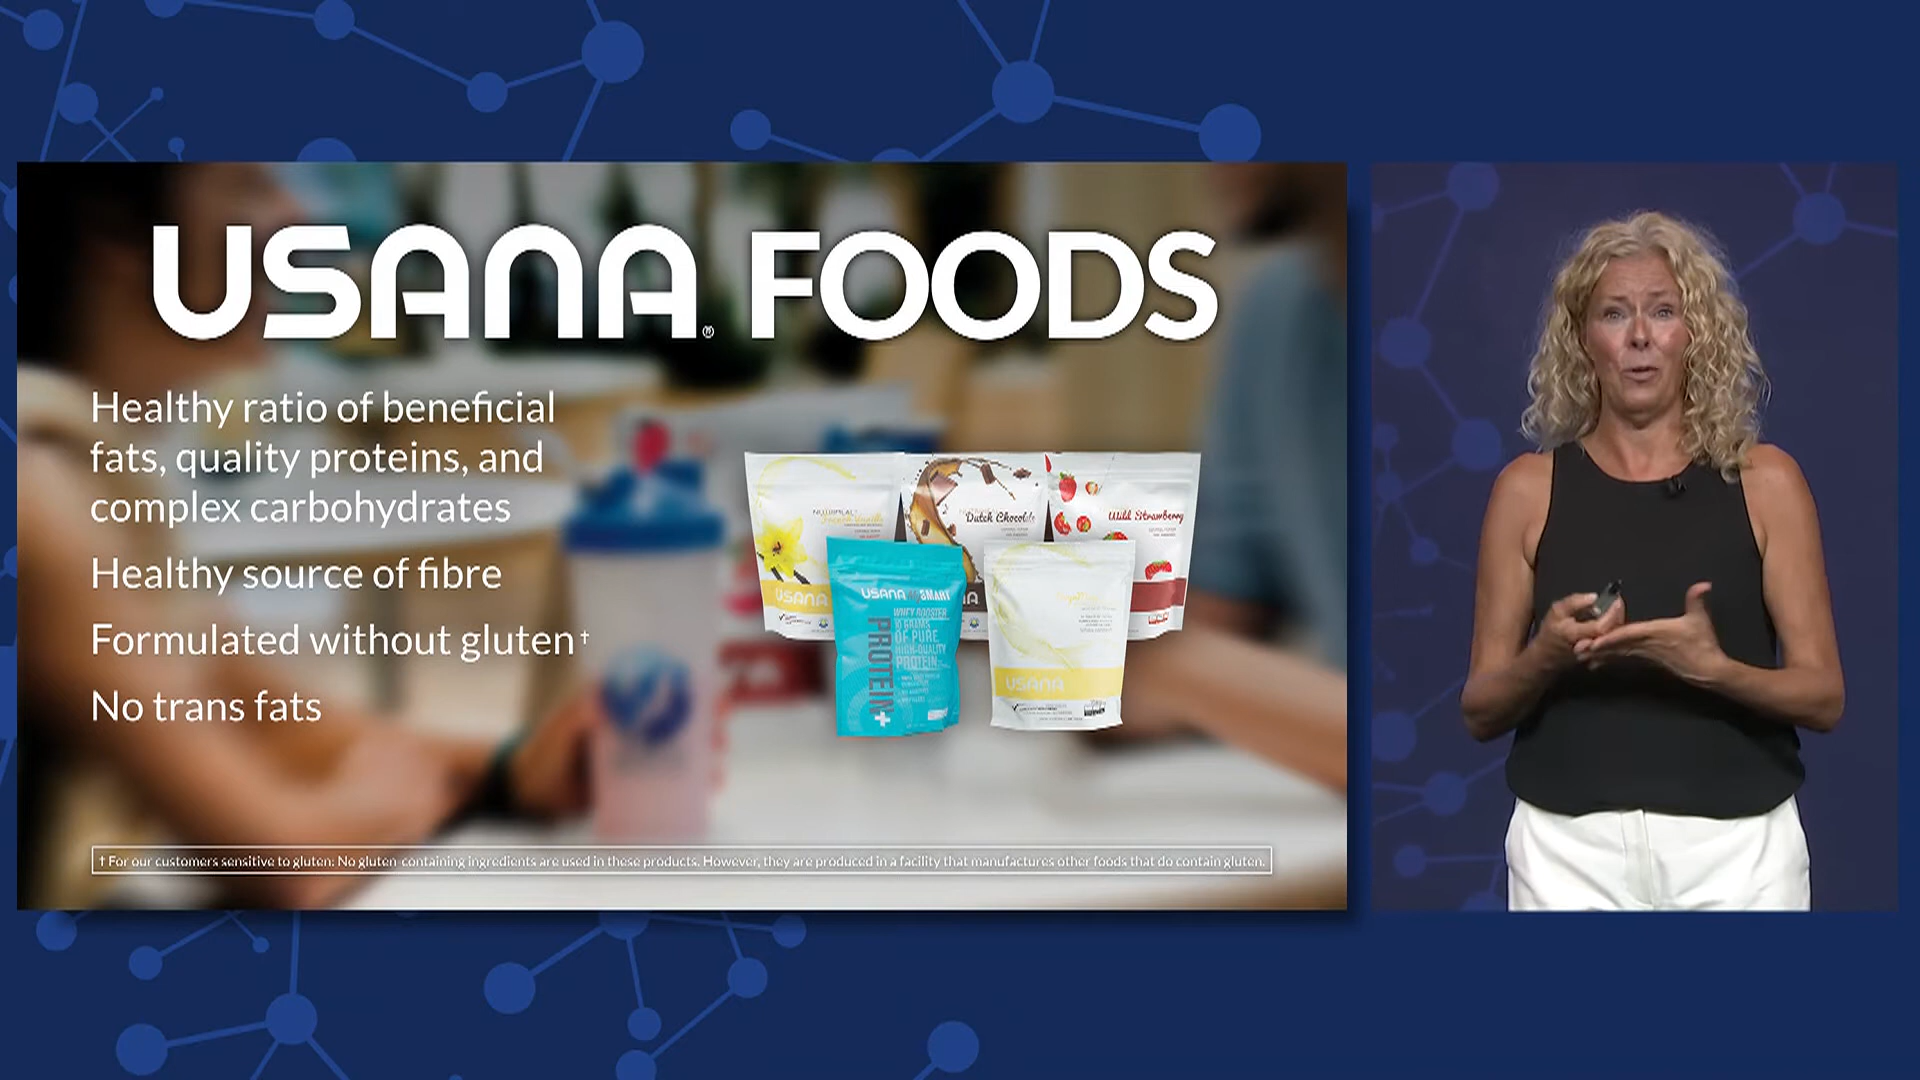 USANA® FOODS
Healthy ratio of beneficial
fats, quality proteins, and
complex carbohydrates
Healthy source of fibre
Formulated without gluten†
No trans fats
Dutch Chocolate
Wild Strawberry
USANA
USANA
SMART
WHEY BOOSTER
GRAMS
OF PURE
HIGH-QUALITY
PROTEIN
PROTEIN+
USANA
† For our customers sensitive to gluten: No gluten-containing ingredients are used in these products. However, they are produced in a facility that manufactures other foods that do contain gluten.